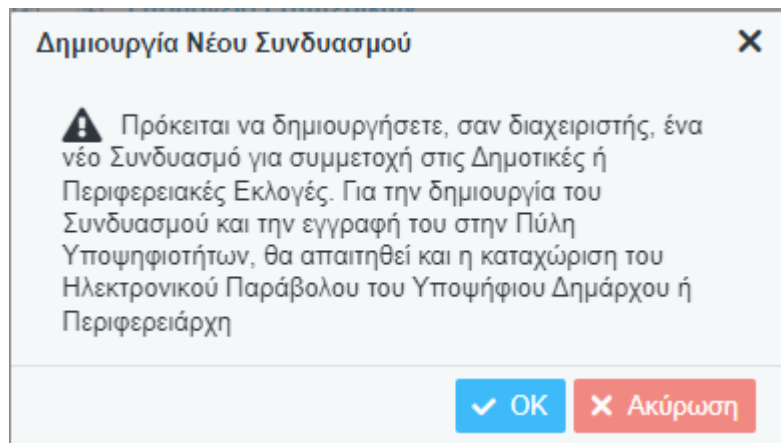 Δημιουργία Νέου Συνδυασμού
Πρόκειται να δημιουργήσετε, σαν διαχειριστής, ένα
νέο Συνδυασμό για συμμετοχή στις Δημοτικές ή
Περιφερειακές Εκλογές. Για την δημιουργία του
Συνδυασμού και την εγγραφή του στην Πύλη
Υποψηφιοτήτων, θα απαιτηθεί και η καταχώριση του
Ηλεκτρονικού Παράβολου του Υποψήφιου Δημάρχου ή
Περιφερειάρχη
OK Ακύρωση